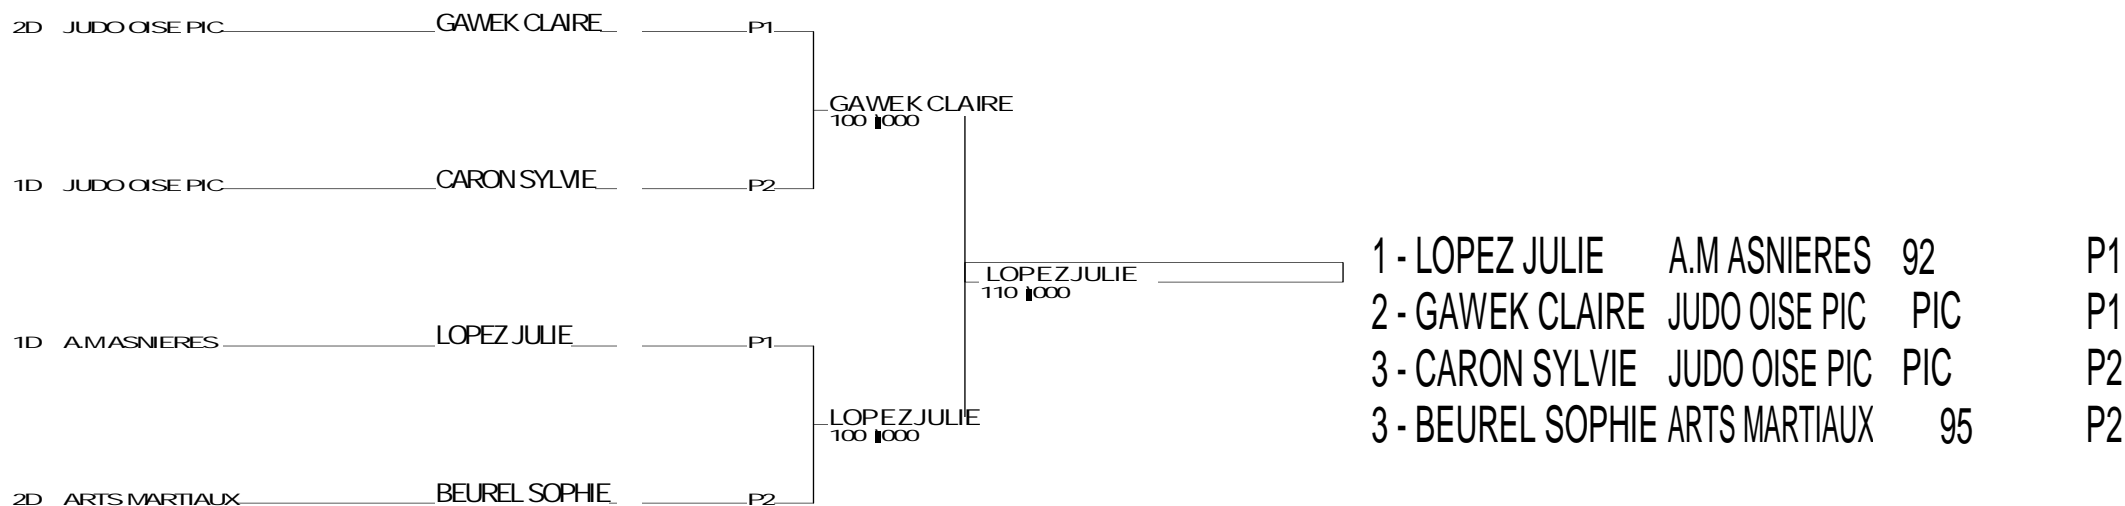 2D JUDO OISE PIC GAWEK CLAIRE P1
GAWEK CLAIRE
100 000
1D JUDO OISE PIC CARON SYLVIE P2
LOPEZ JULIE
110 000
1D A.M ASNIERES LOPEZ JULIE P1
LOPEZ JULIE
100 000
2D ARTS MARTIAUX BEUREL SOPHIE P2
1 - LOPEZ JULIE A.M ASNIERES 92 P1
2 - GAWEK CLAIRE JUDO OISE PIC PIC P1
3 - CARON SYLVIE JUDO OISE PIC PIC P2
3 - BEUREL SOPHIE ARTS MARTIAUX 95 P2